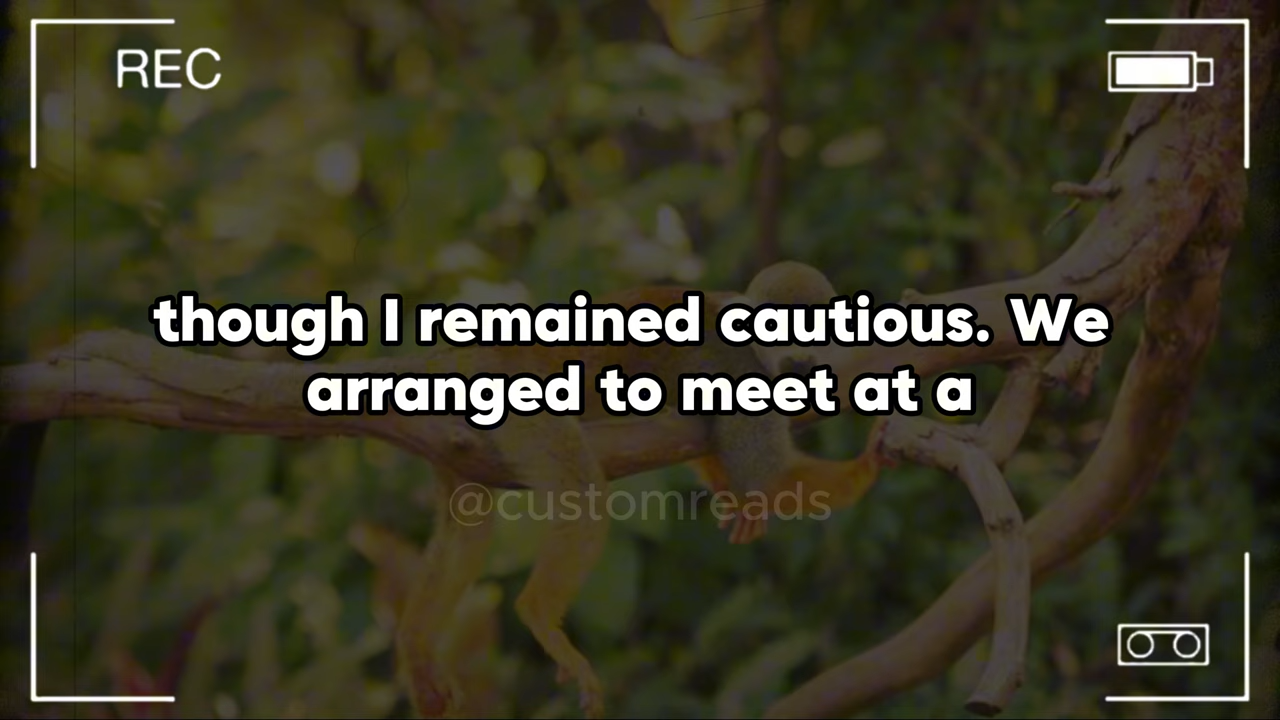 REC
though I remained cautious. We
arranged to meet at a
@customreads